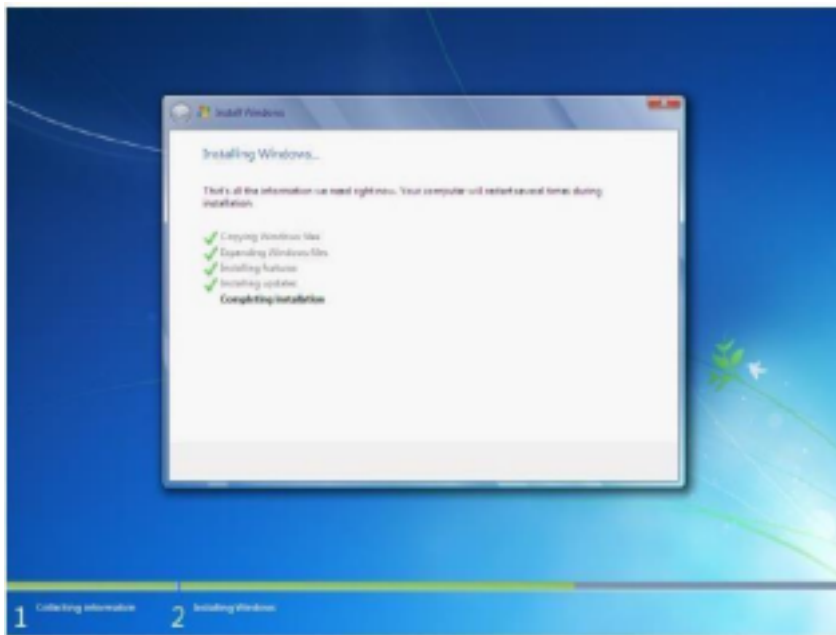 Install Windows
Installing Windows...
That's all the information we need right now. Your computer will restart several times during
installation.
Copying Windows files
Expanding Windows files
Installing features
Installing updates
Completing installation
1 Collecting information
2 Installing Windows